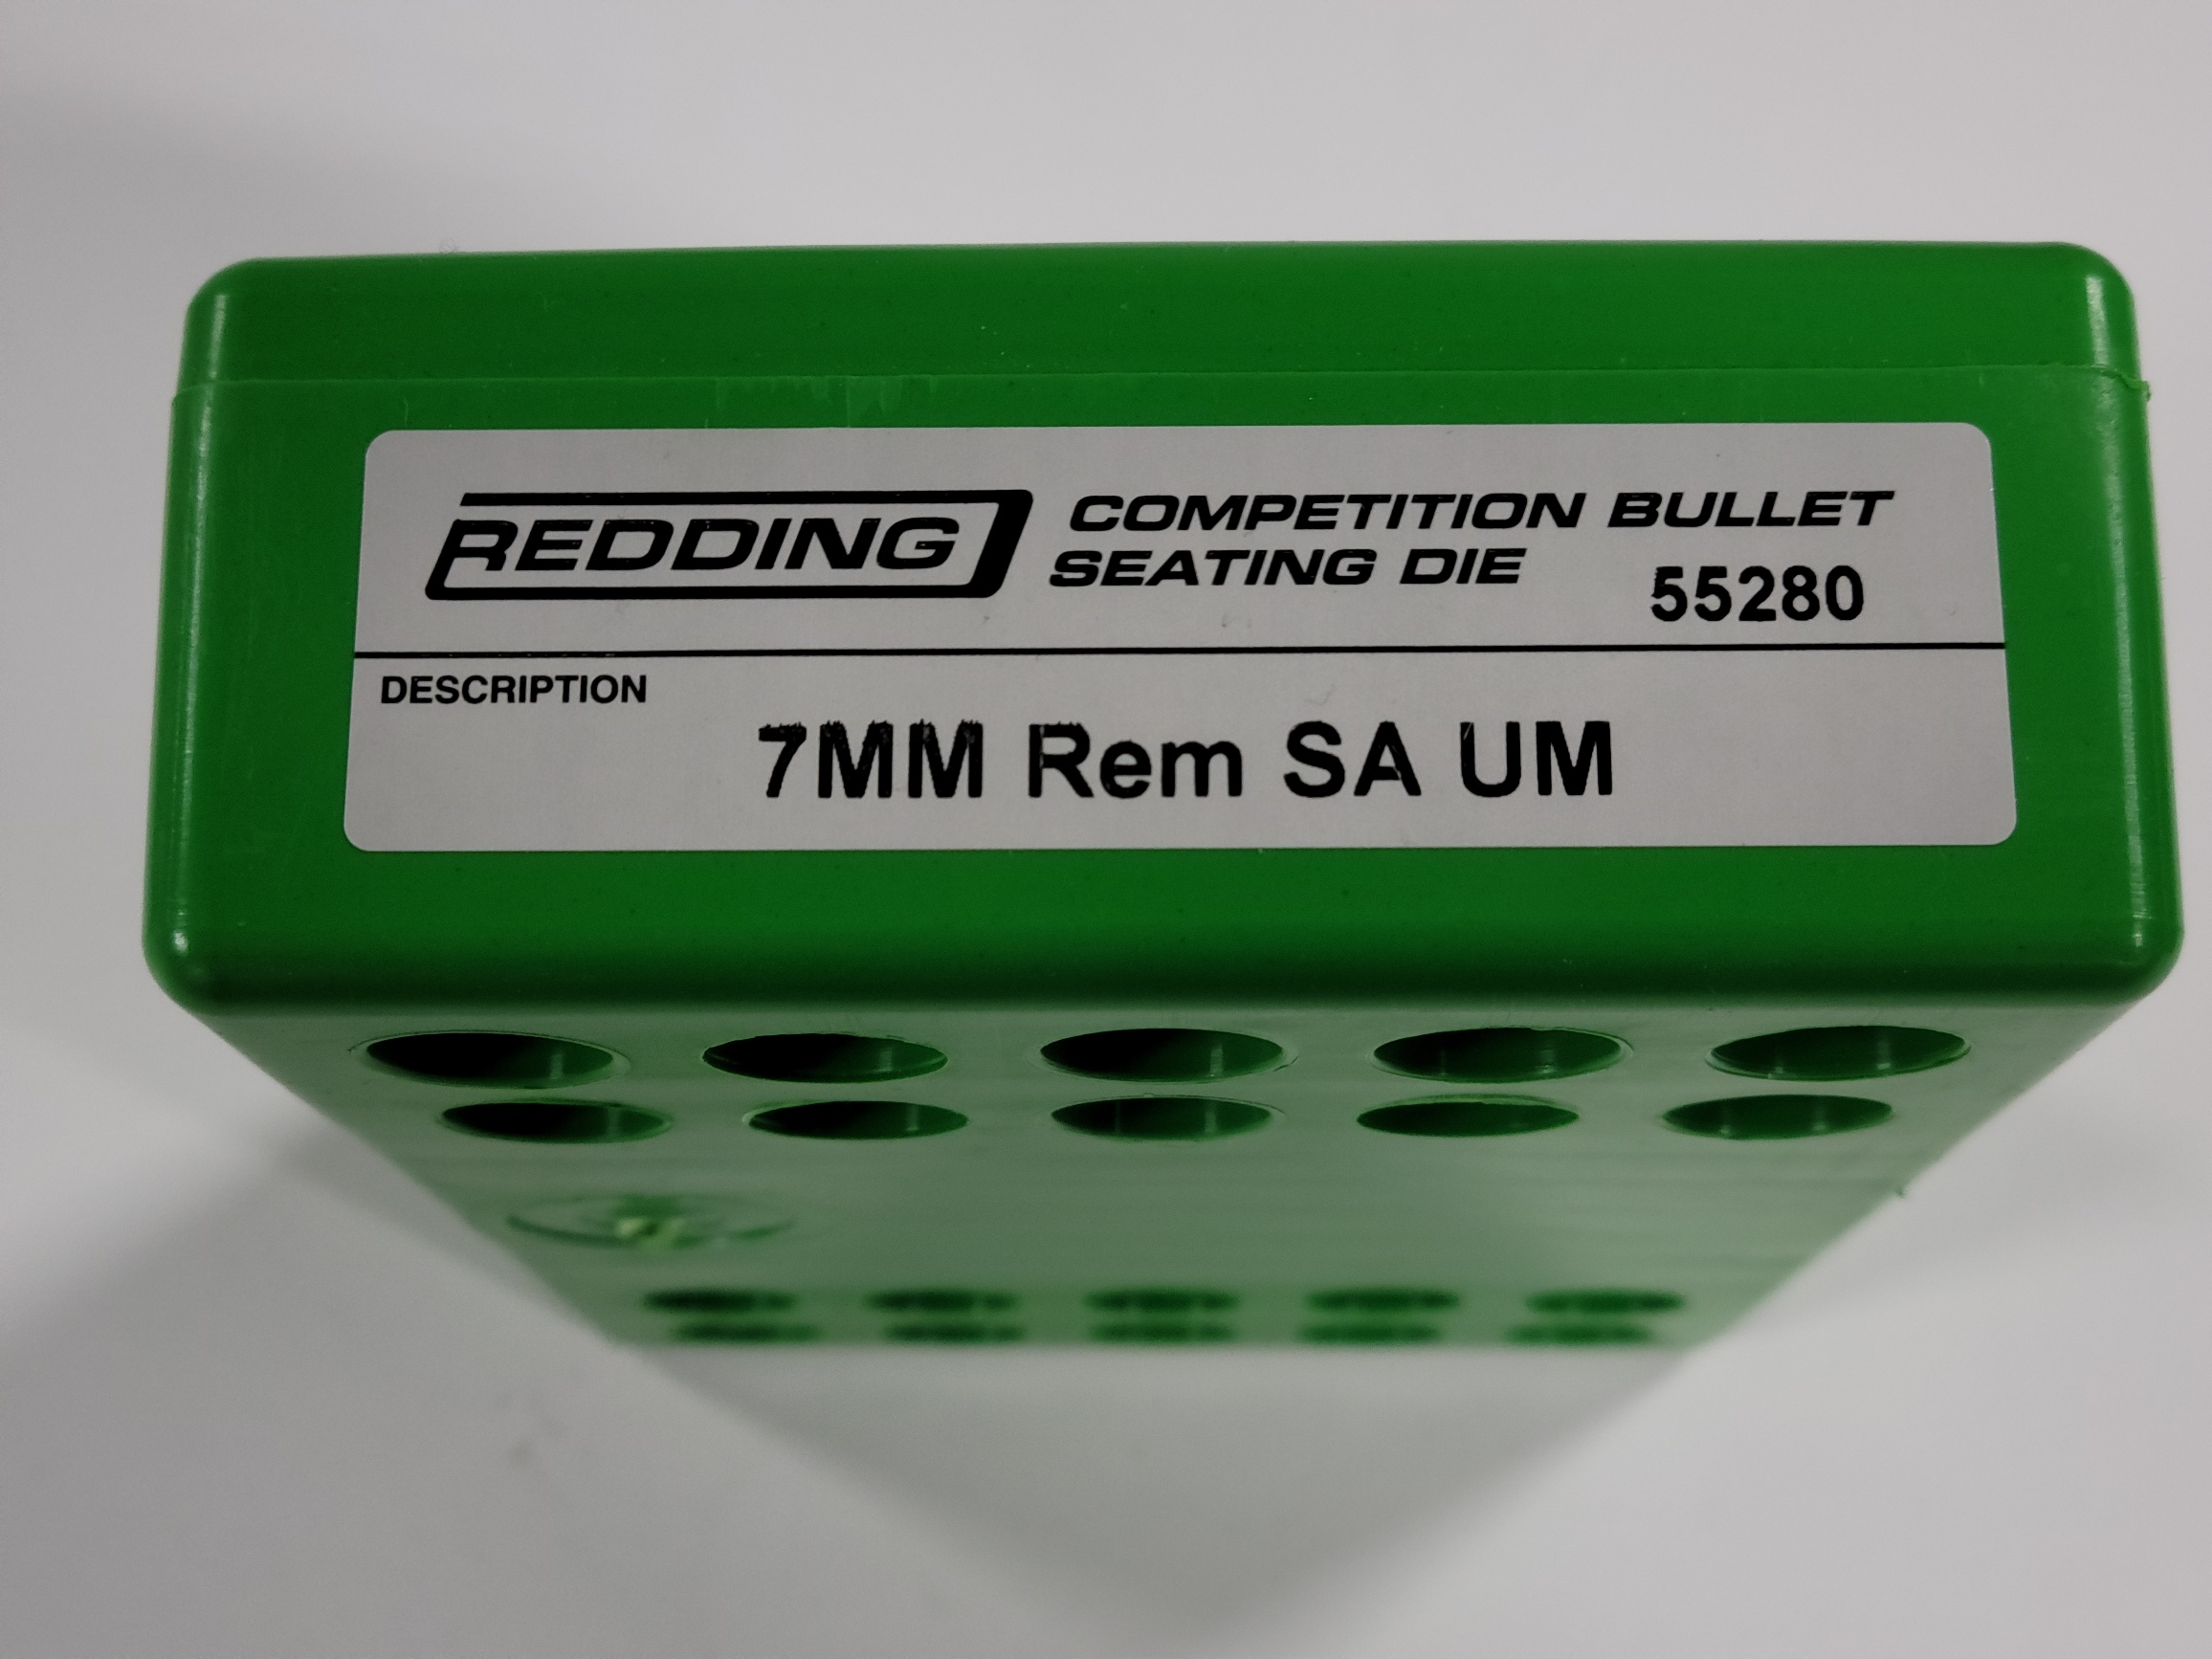 REDDING
COMPETITION BULLET
SEATING DIE
55280
DESCRIPTION
7MM Rem SA UM